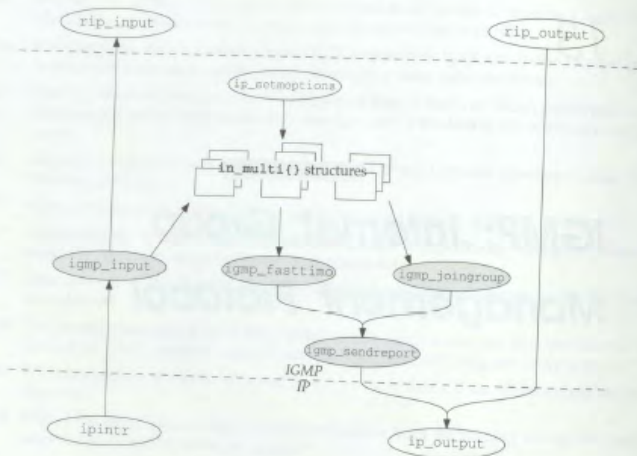 rip_input
rip_output
ip_setmoptions
in_multi{} structures
igmp_input
igmp_fasttimo
igmp_joingroup
igmp_sendreport
IGMP
IP
ipintr
ip_output
IGMP: Internet Group
Management Protocol